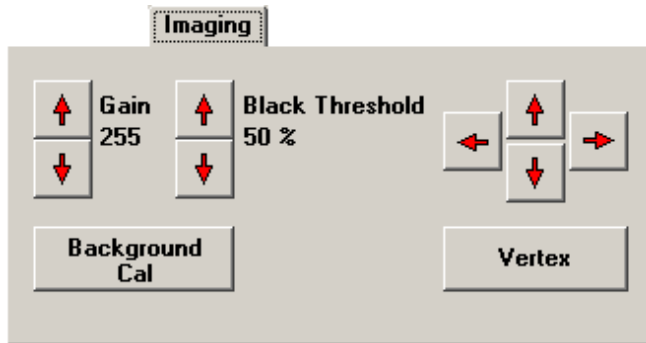 Imaging
Gain
255
Black Threshold
50 %
Background
Cal
Vertex